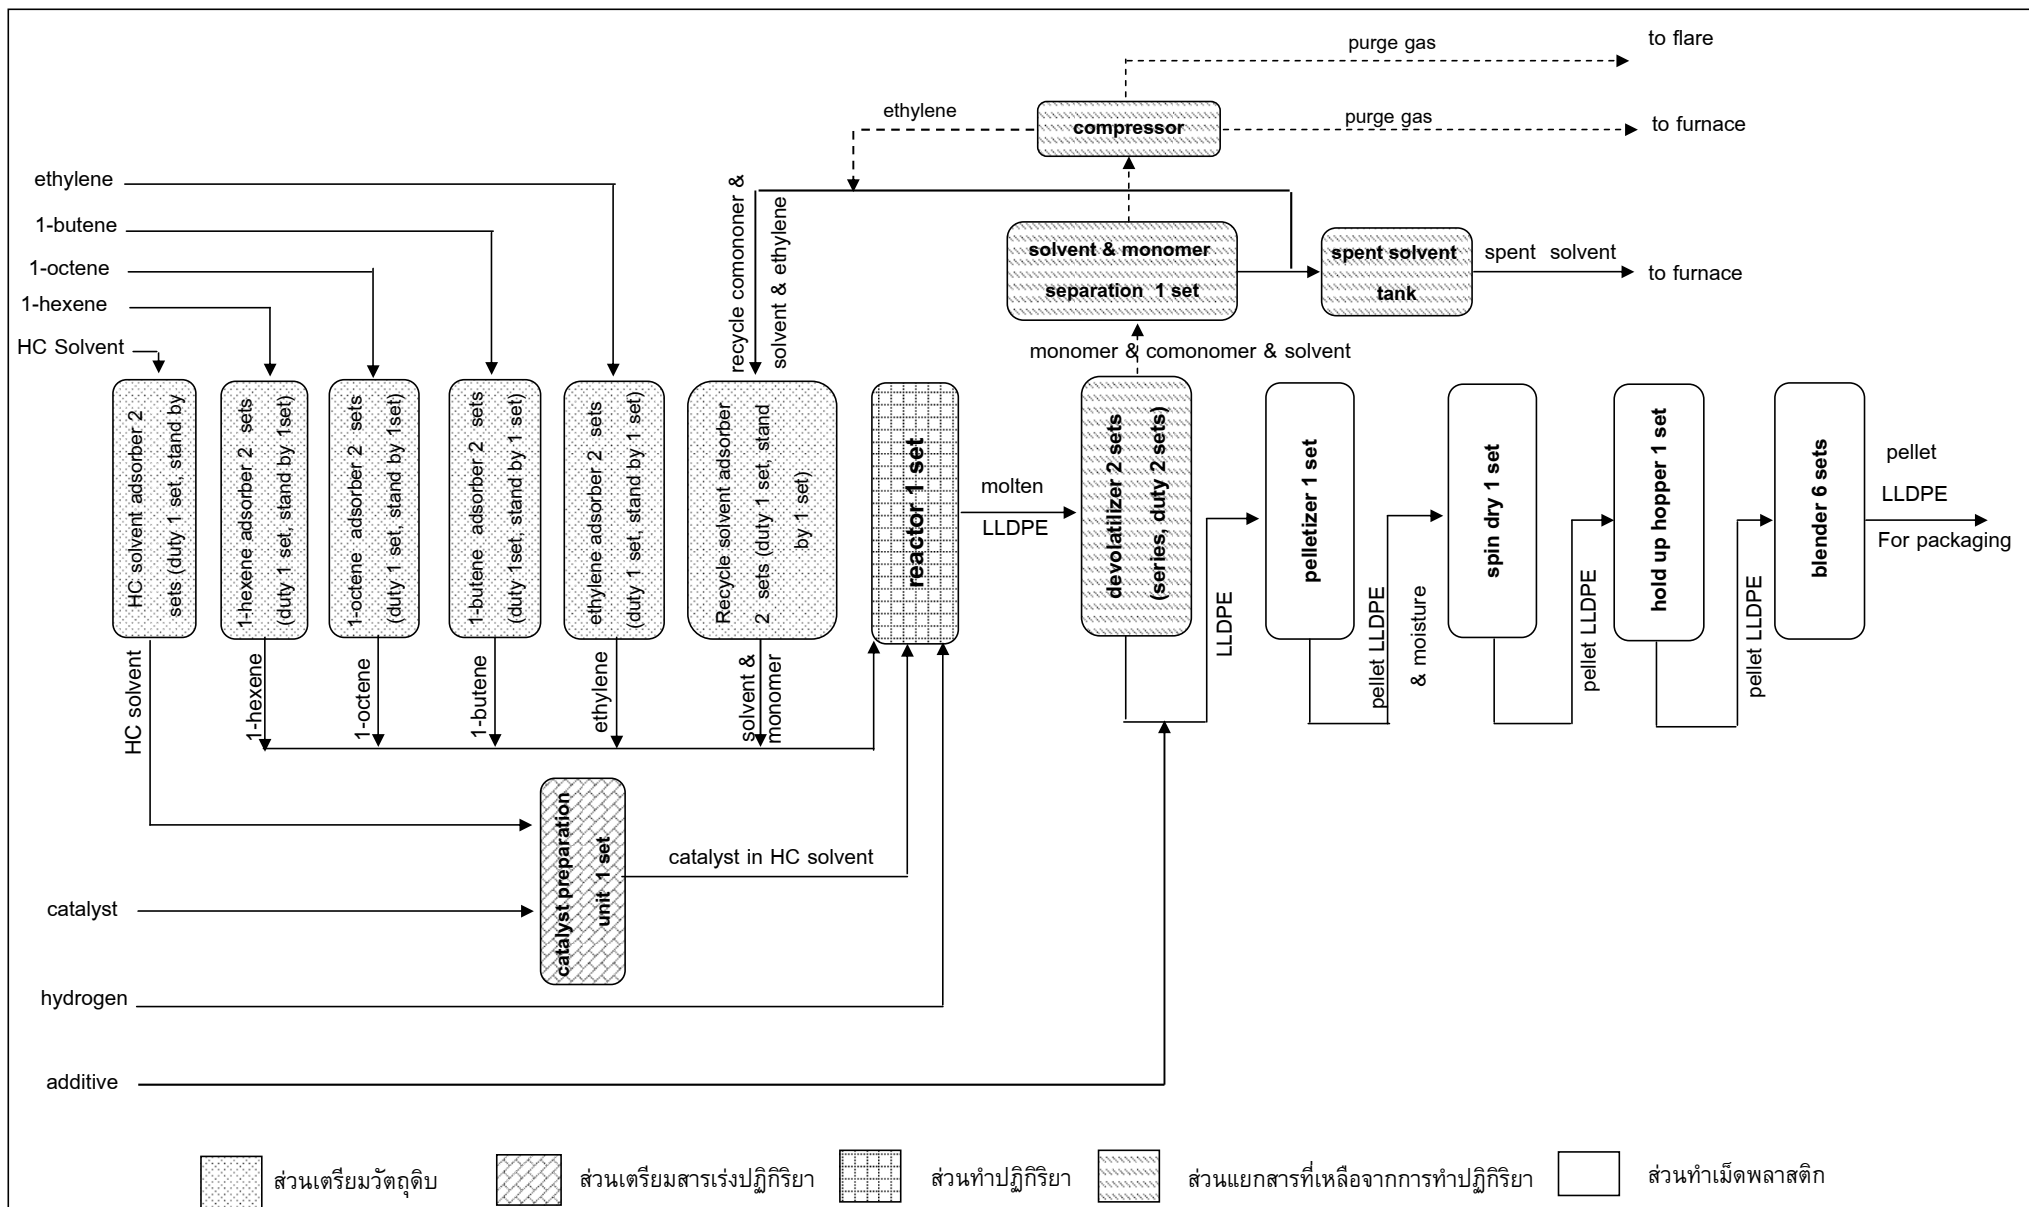 purge gas
to flare
ethylene
compressor
purge gas
to furnace
ethylene
1-butene
1-octene
1-hexene
HC Solvent
recycle comononer &
solvent & ethylene
solvent & monomer
separation 1 set
spent solvent
tank
spent solvent
to furnace
monomer & comonomer & solvent
HC solvent adsorber 2
sets (duty 1 set, stand by
1-hexene adsorber 2 sets
(duty 1 set, stand by 1set)
1-octene adsorber 2 sets
(duty 1 set, stand by 1set)
1-butene adsorber 2 sets
(duty 1set, stand by 1 set)
ethylene adsorber 2 sets
(duty 1 set, stand by 1 set)
Recycle solvent adsorber
2 sets (duty 1 set, stand
by 1 set)
reactor 1 set
molten
LLDPE
devolatilizer 2 sets
(series, duty 2 sets)
LLDPE
pelletizer 1 set
pellet LLDPE
& moisture
spin dry 1 set
pellet LLDPE
hold up hopper 1 set
pellet LLDPE
blender 6 sets
pellet
LLDPE
For packaging
HC solvent
1-hexene
1-octene
1-butene
ethylene
solvent &
monomer
catalyst preparation
unit 1 set
catalyst in HC solvent
catalyst
hydrogen
additive
ส่วนเตรียมวัตถุดิบ
ส่วนเตรียมสารเร่งปฏิกิริยา
ส่วนทำปฏิกิริยา
ส่วนแยกสารที่เหลือจากการทำปฏิกิริยา
ส่วนทำเม็ดพลาสติก